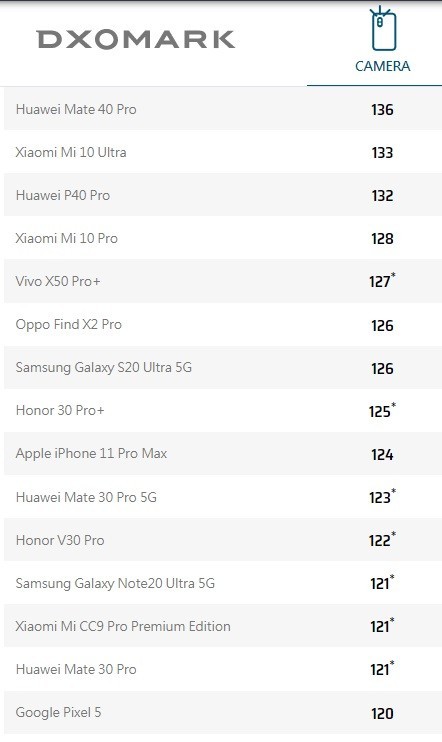 DXOMARK
CAMERA
Huawei Mate 40 Pro 136
Xiaomi Mi 10 Ultra 133
Huawei P40 Pro 132
Xiaomi Mi 10 Pro 128
Vivo X50 Pro+ 127*
Oppo Find X2 Pro 126
Samsung Galaxy S20 Ultra 5G 126
Honor 30 Pro+ 125*
Apple iPhone 11 Pro Max 124
Huawei Mate 30 Pro 5G 123*
Honor V30 Pro 122*
Samsung Galaxy Note20 Ultra 5G 121*
Xiaomi Mi CC9 Pro Premium Edition 121*
Huawei Mate 30 Pro 121*
Google Pixel 5 120